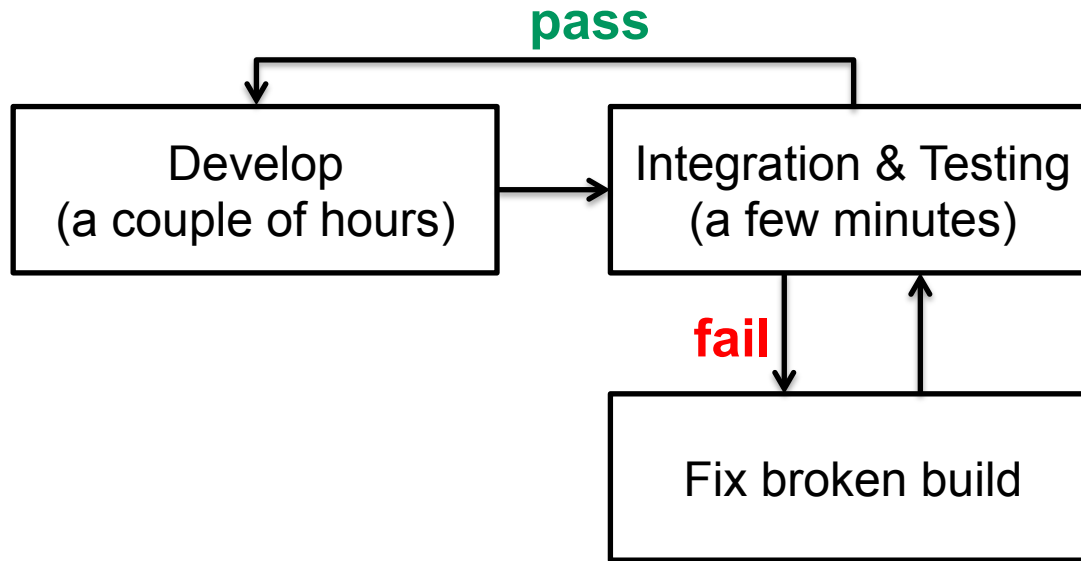 pass
Develop
(a couple of hours)
Integration & Testing
(a few minutes)
fail
Fix broken build